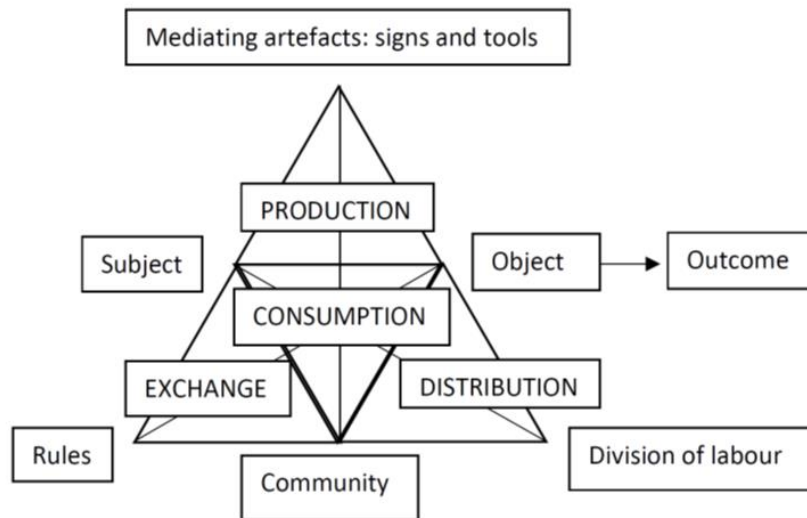 Mediating artefacts: signs and tools
PRODUCTION
Subject
Object
Outcome
CONSUMPTION
EXCHANGE
DISTRIBUTION
Rules
Community
Division of labour